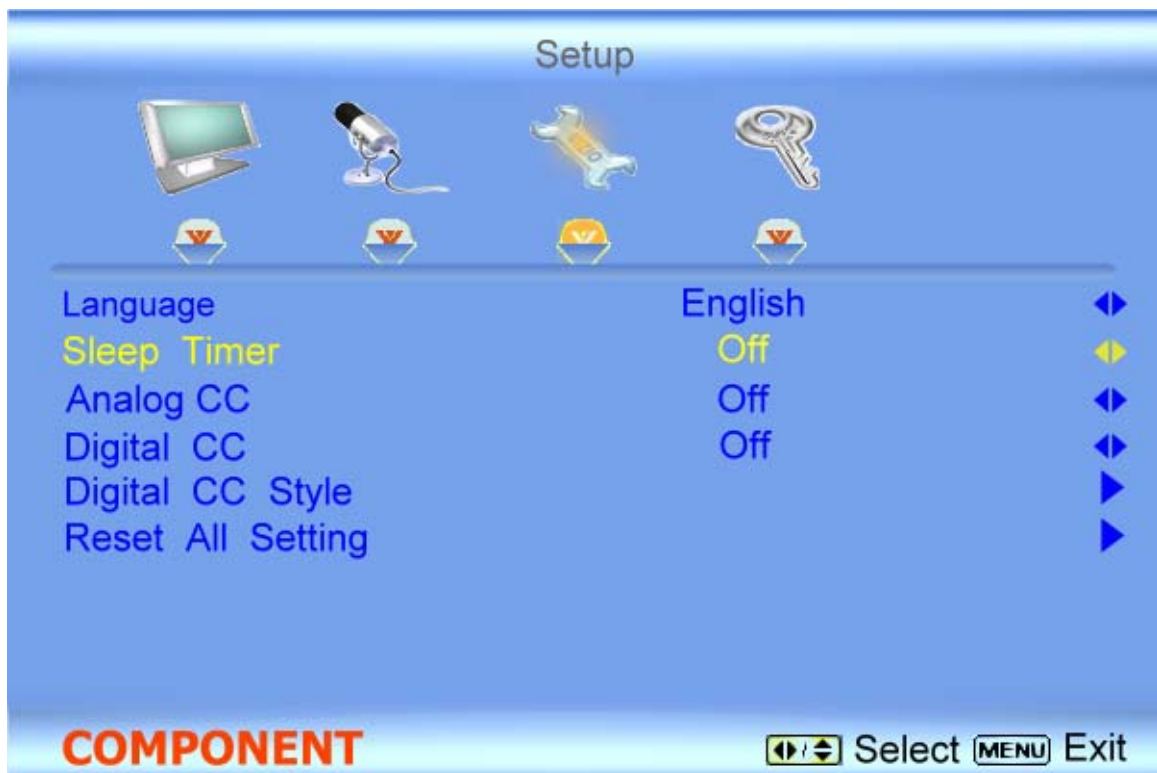 Setup
Language English
Sleep Timer Off
Analog CC Off
Digital CC Off
Digital CC Style
Reset All Setting
COMPONENT Select MENU Exit